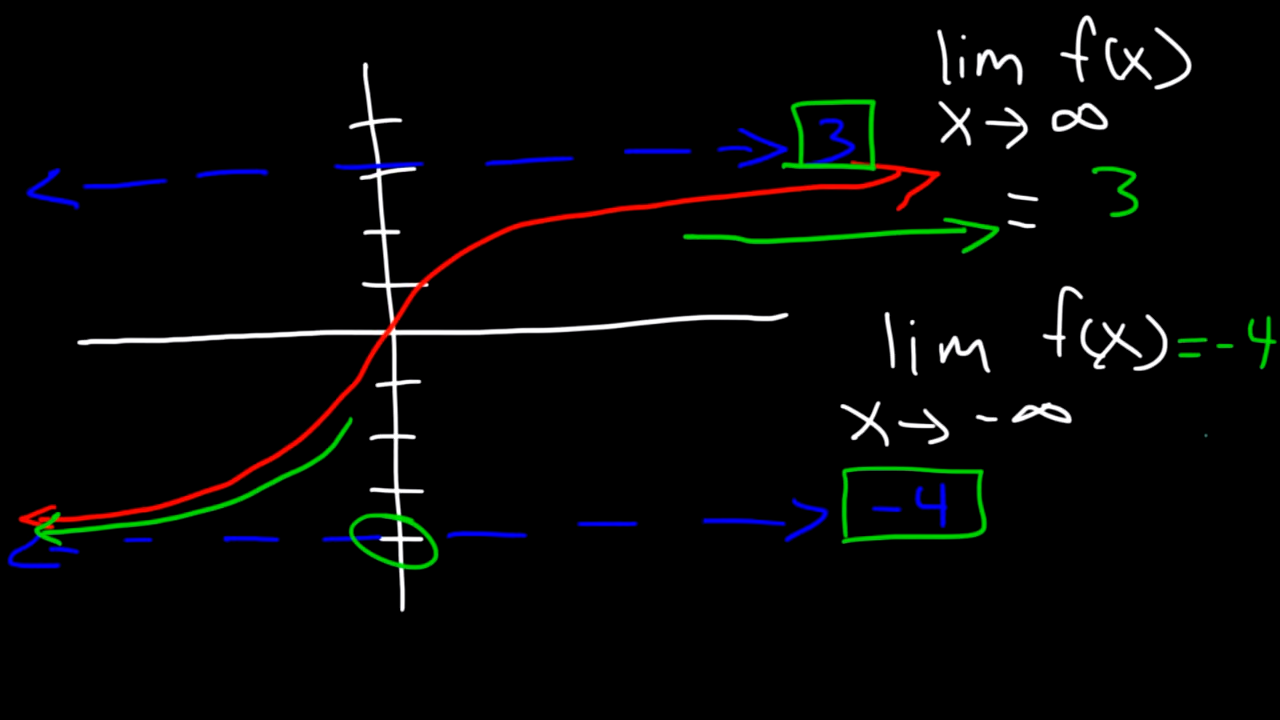 lim f(x)
x → ∞
= 3
3
lim f(x) = -4
x → -∞
-4